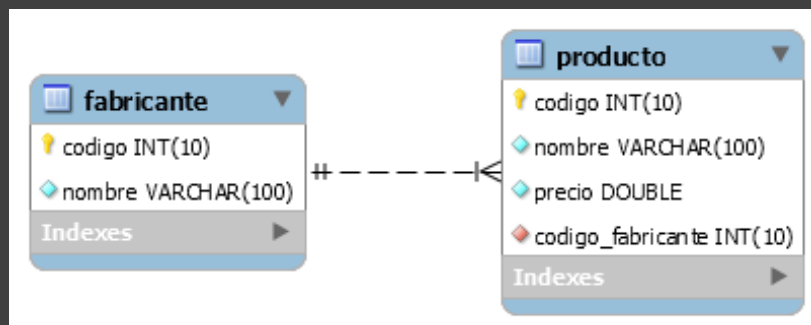 fabricante
codigo INT(10)
nombre VARCHAR(100)
Indexes
producto
codigo INT(10)
nombre VARCHAR(100)
precio DOUBLE
codigo_fabricante INT(10)
Indexes